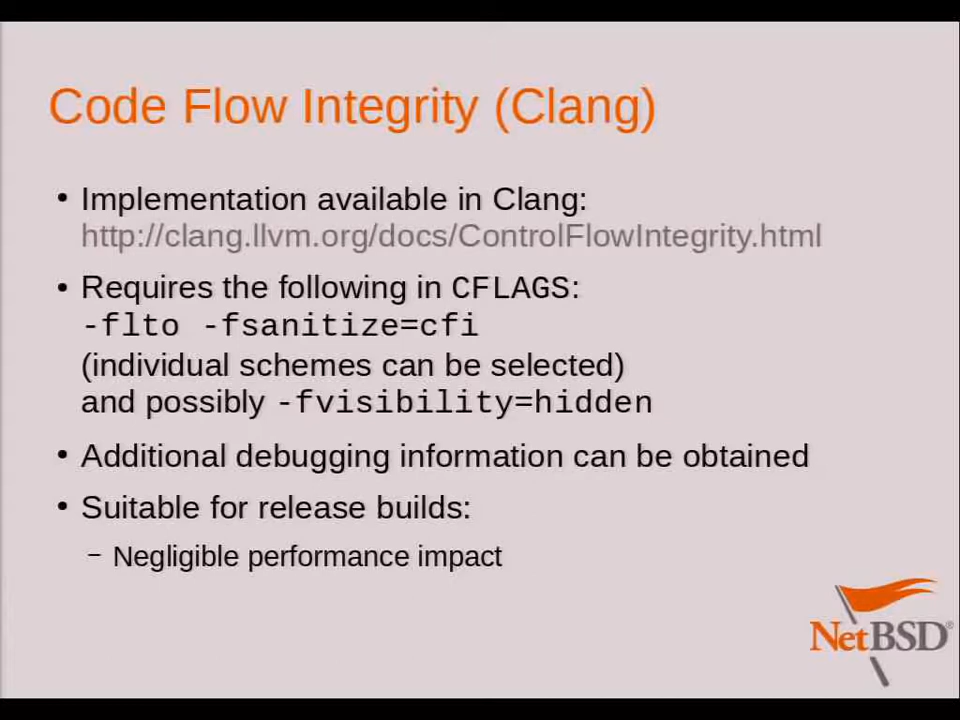 Code Flow Integrity (Clang)
• Implementation available in Clang:
http://clang.llvm.org/docs/ControlFlowIntegrity.html
• Requires the following in CFLAGS:
-flto -fsanitize=cfi
(individual schemes can be selected)
and possibly -fvisibility=hidden
• Additional debugging information can be obtained
• Suitable for release builds:
– Negligible performance impact
NetBSD®